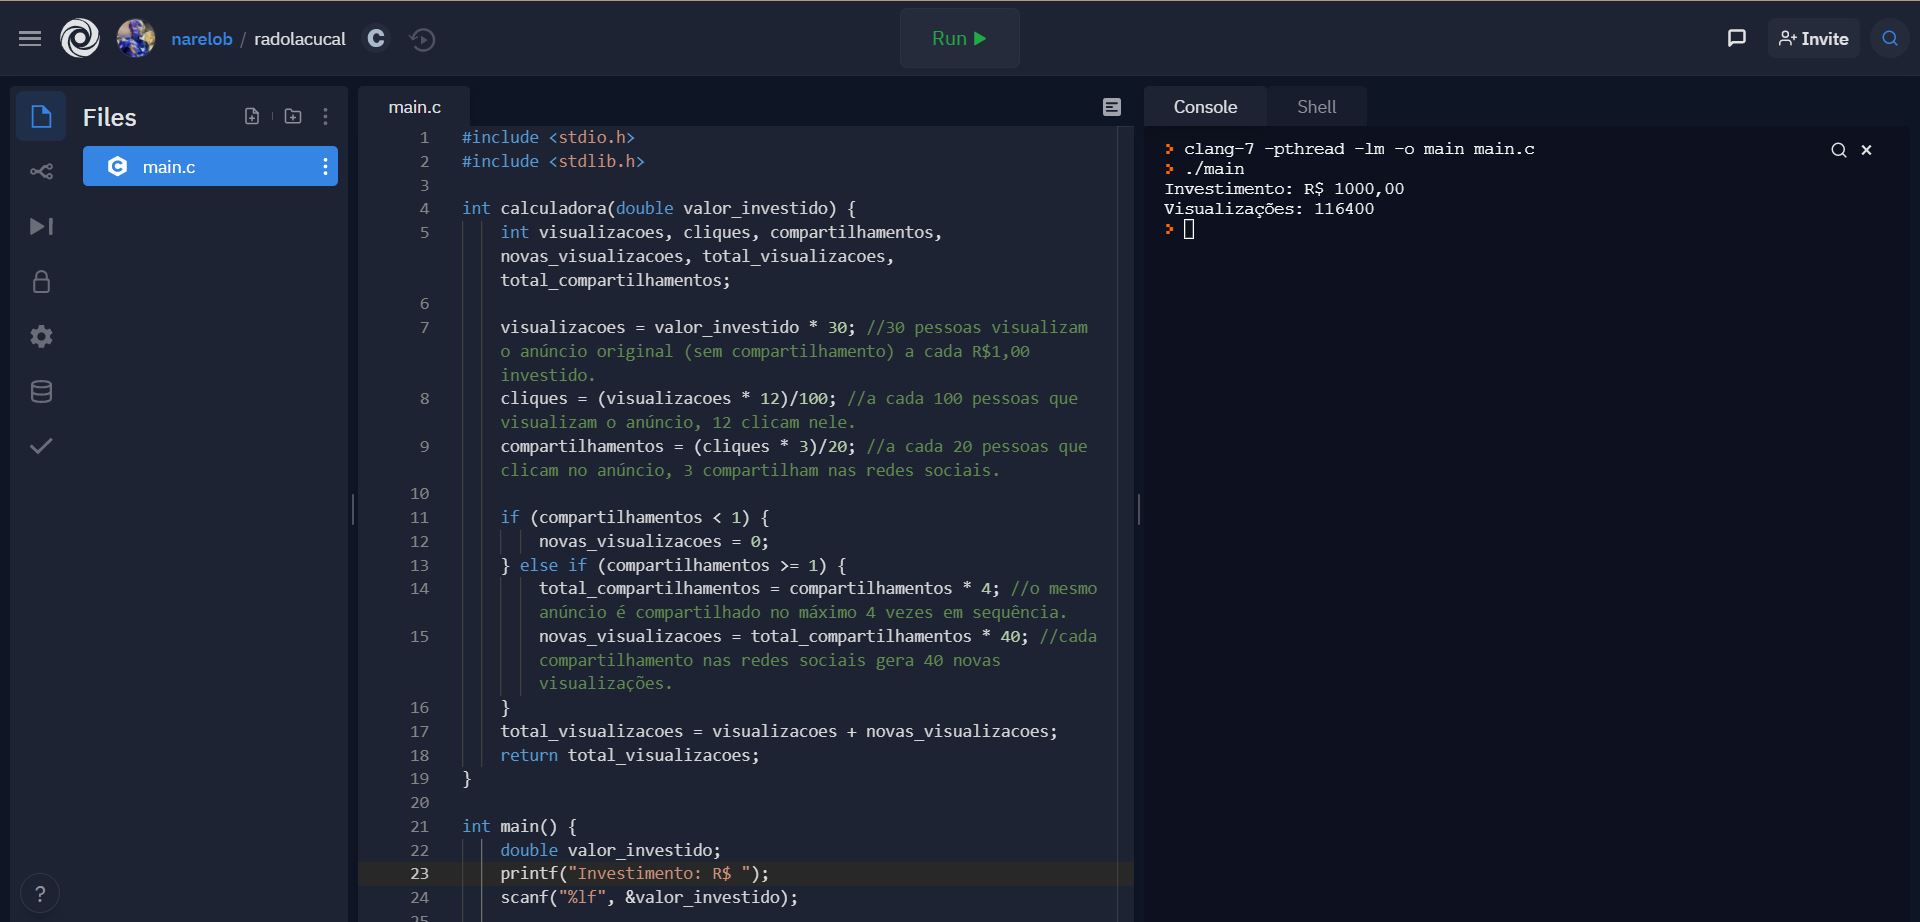 narelob / radolacucal
Run
Invite
Files
main.c
main.c
1 #include <stdio.h>
2 #include <stdlib.h>
3
4 int calculadora(double valor_investido) {
5 int visualizacoes, cliques, compartilhamentos,
novas_visualizacoes, total_visualizacoes,
total_compartilhamentos;
6
7 visualizacoes = valor_investido * 30; //30 pessoas visualizam
o anúncio original (sem compartilhamento) a cada R$1,00
investido.
8 cliques = (visualizacoes * 12)/100; //a cada 100 pessoas que
visualizam o anúncio, 12 clicam nele.
9 compartilhamentos = (cliques * 3)/20; //a cada 20 pessoas que
clicam no anúncio, 3 compartilham nas redes sociais.
10
11 if (compartilhamentos < 1) {
12 novas_visualizacoes = 0;
13 } else if (compartilhamentos >= 1) {
14 total_compartilhamentos = compartilhamentos * 4; //o mesmo
anúncio é compartilhado no máximo 4 vezes em sequência.
15 novas_visualizacoes = total_compartilhamentos * 40; //cada
compartilhamento nas redes sociais gera 40 novas
visualizações.
16 }
17 total_visualizacoes = visualizacoes + novas_visualizacoes;
18 return total_visualizacoes;
19 }
20
21 int main() {
22 double valor_investido;
23 printf("Investimento: R$ ");
24 scanf("%lf", &valor_investido);
25
Console
Shell
> clang-7 -pthread -lm -o main main.c
> ./main
Investimento: R$ 1000,00
Visualizações: 116400
>
?